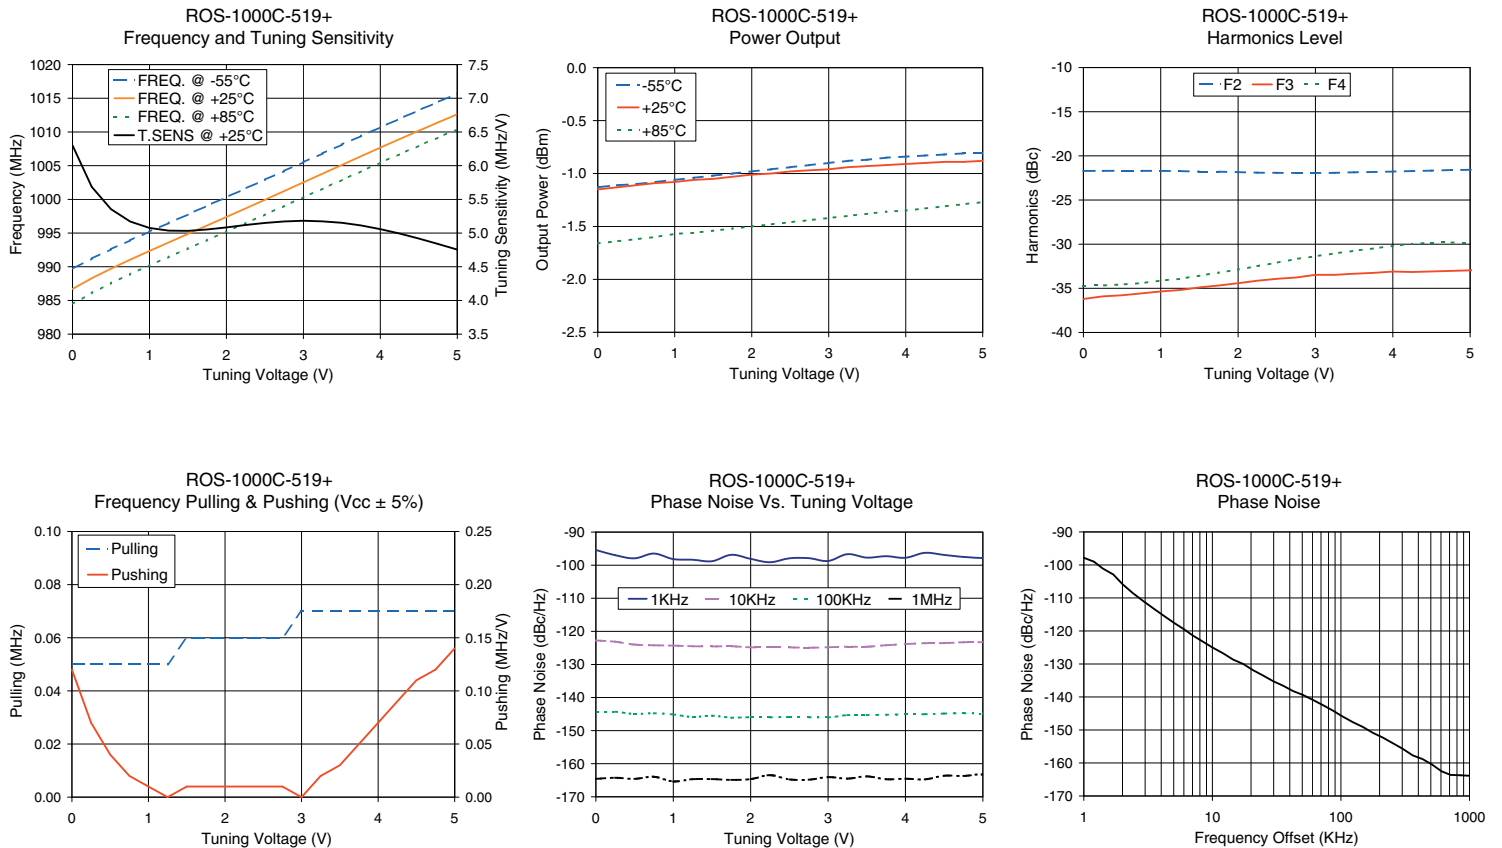 ROS-1000C-519+
Frequency and Tuning Sensitivity
1020
1015
1010
1005
1000
995
990
985
980
Frequency (MHz)
FREQ. @ -55°C
FREQ. @ +25°C
FREQ. @ +85°C
T.SENS @ +25°C
7.5
7.0
6.5
6.0
5.5
5.0
4.5
4.0
3.5
Tuning Sensitivity (MHz/V)
0 1 2 3 4 5
Tuning Voltage (V)
ROS-1000C-519+
Power Output
0.0
-0.5
-1.0
-1.5
-2.0
-2.5
Output Power (dBm)
-55°C
+25°C
+85°C
0 1 2 3 4 5
Tuning Voltage (V)
ROS-1000C-519+
Harmonics Level
-10
-15
-20
-25
-30
-35
-40
Harmonics (dBc)
F2 F3 F4
0 1 2 3 4 5
Tuning Voltage (V)
ROS-1000C-519+
Frequency Pulling & Pushing (Vcc ± 5%)
0.10
0.08
0.06
0.04
0.02
0.00
Pulling (MHz)
Pulling
Pushing
0.25
0.20
0.15
0.10
0.05
0.00
Pushing (MHz/V)
0 1 2 3 4 5
Tuning Voltage (V)
ROS-1000C-519+
Phase Noise Vs. Tuning Voltage
-90
-100
-110
-120
-130
-140
-150
-160
-170
Phase Noise (dBc/Hz)
1KHz 10KHz 100KHz 1MHz
0 1 2 3 4 5
Tuning Voltage (V)
ROS-1000C-519+
Phase Noise
-90
-100
-110
-120
-130
-140
-150
-160
-170
Phase Noise (dBc/Hz)
1 10 100 1000
Frequency Offset (KHz)